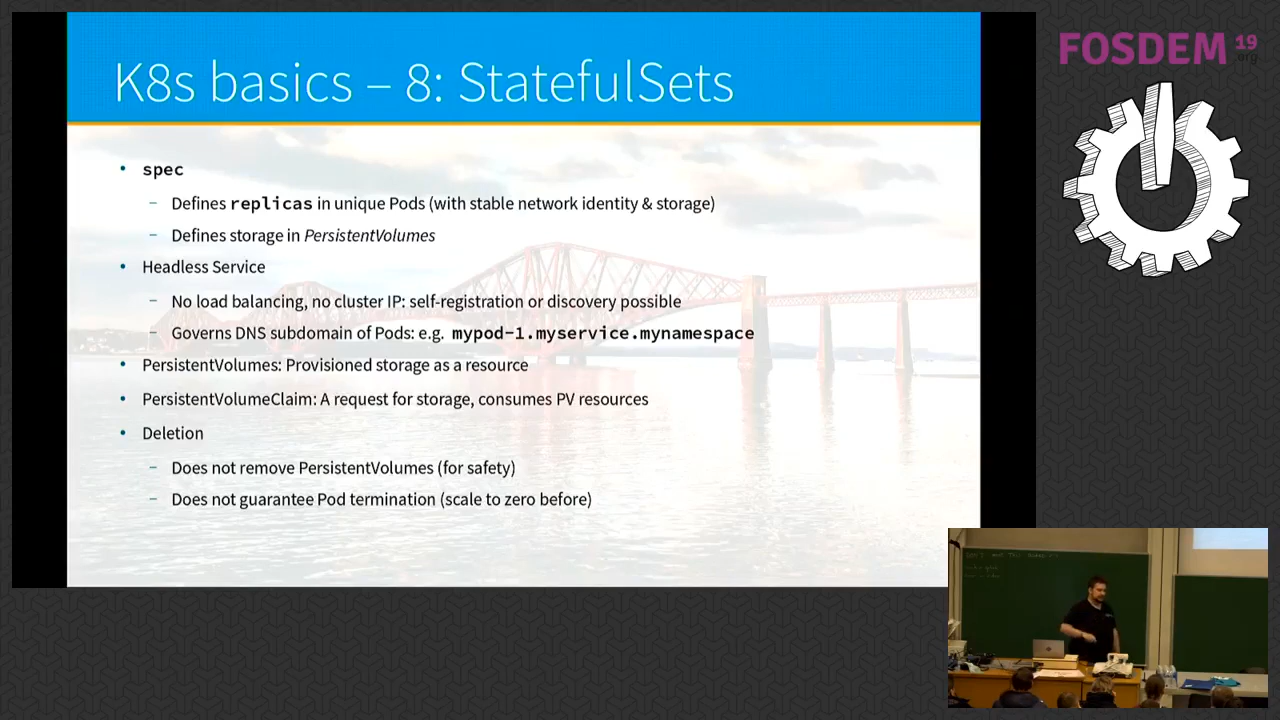 K8s basics – 8: StatefulSets
• spec
– Defines replicas in unique Pods (with stable network identity & storage)
– Defines storage in PersistentVolumes
• Headless Service
– No load balancing, no cluster IP: self-registration or discovery possible
– Governs DNS subdomain of Pods: e.g. mypod-1.myservice.mynamespace
• PersistentVolumes: Provisioned storage as a resource
• PersistentVolumeClaim: A request for storage, consumes PV resources
• Deletion
– Does not remove PersistentVolumes (for safety)
– Does not guarantee Pod termination (scale to zero before)
FOSDEM 19
.org